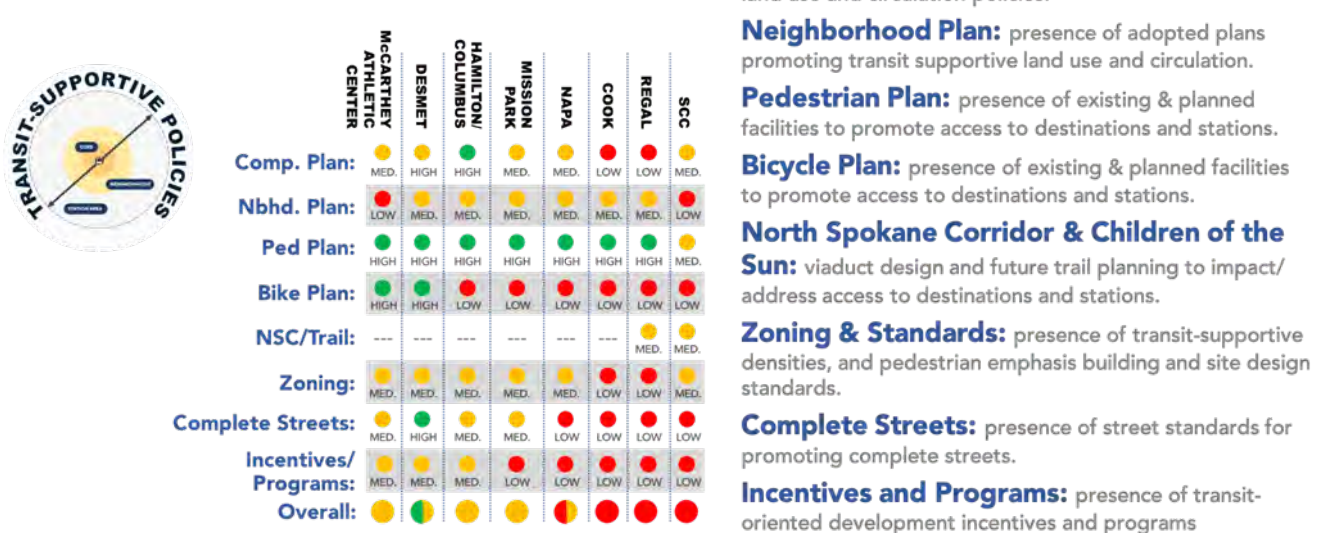 TRANSIT-SUPPORTIVE POLICIES
McCARTHEY
ATHLETIC
CENTER
DESMET
HAMILTON/
COLUMBUS
MISSION
PARK
NAPA
COOK
REGAL
SCC
Comp. Plan:
MED. HIGH HIGH MED. MED. LOW LOW MED.
Nbhd. Plan:
LOW MED. MED. MED. MED. MED. MED. LOW
Ped Plan:
HIGH HIGH HIGH HIGH HIGH HIGH HIGH MED.
Bike Plan:
HIGH HIGH LOW LOW LOW LOW LOW LOW
NSC/Trail:
--- --- --- --- --- --- MED. MED.
Zoning:
MED. MED. MED. MED. MED. LOW LOW MED.
Complete Streets:
MED. HIGH MED. MED. LOW LOW LOW LOW
Incentives/
Programs:
MED. MED. MED. LOW LOW LOW LOW LOW
Overall:
land use and circulation policies.
Neighborhood Plan: presence of adopted plans
promoting transit supportive land use and circulation.
Pedestrian Plan: presence of existing & planned
facilities to promote access to destinations and stations.
Bicycle Plan: presence of existing & planned facilities
to promote access to destinations and stations.
North Spokane Corridor & Children of the
Sun: viaduct design and future trail planning to impact/
address access to destinations and stations.
Zoning & Standards: presence of transit-supportive
densities, and pedestrian emphasis building and site design
standards.
Complete Streets: presence of street standards for
promoting complete streets.
Incentives and Programs: presence of transit-
oriented development incentives and programs